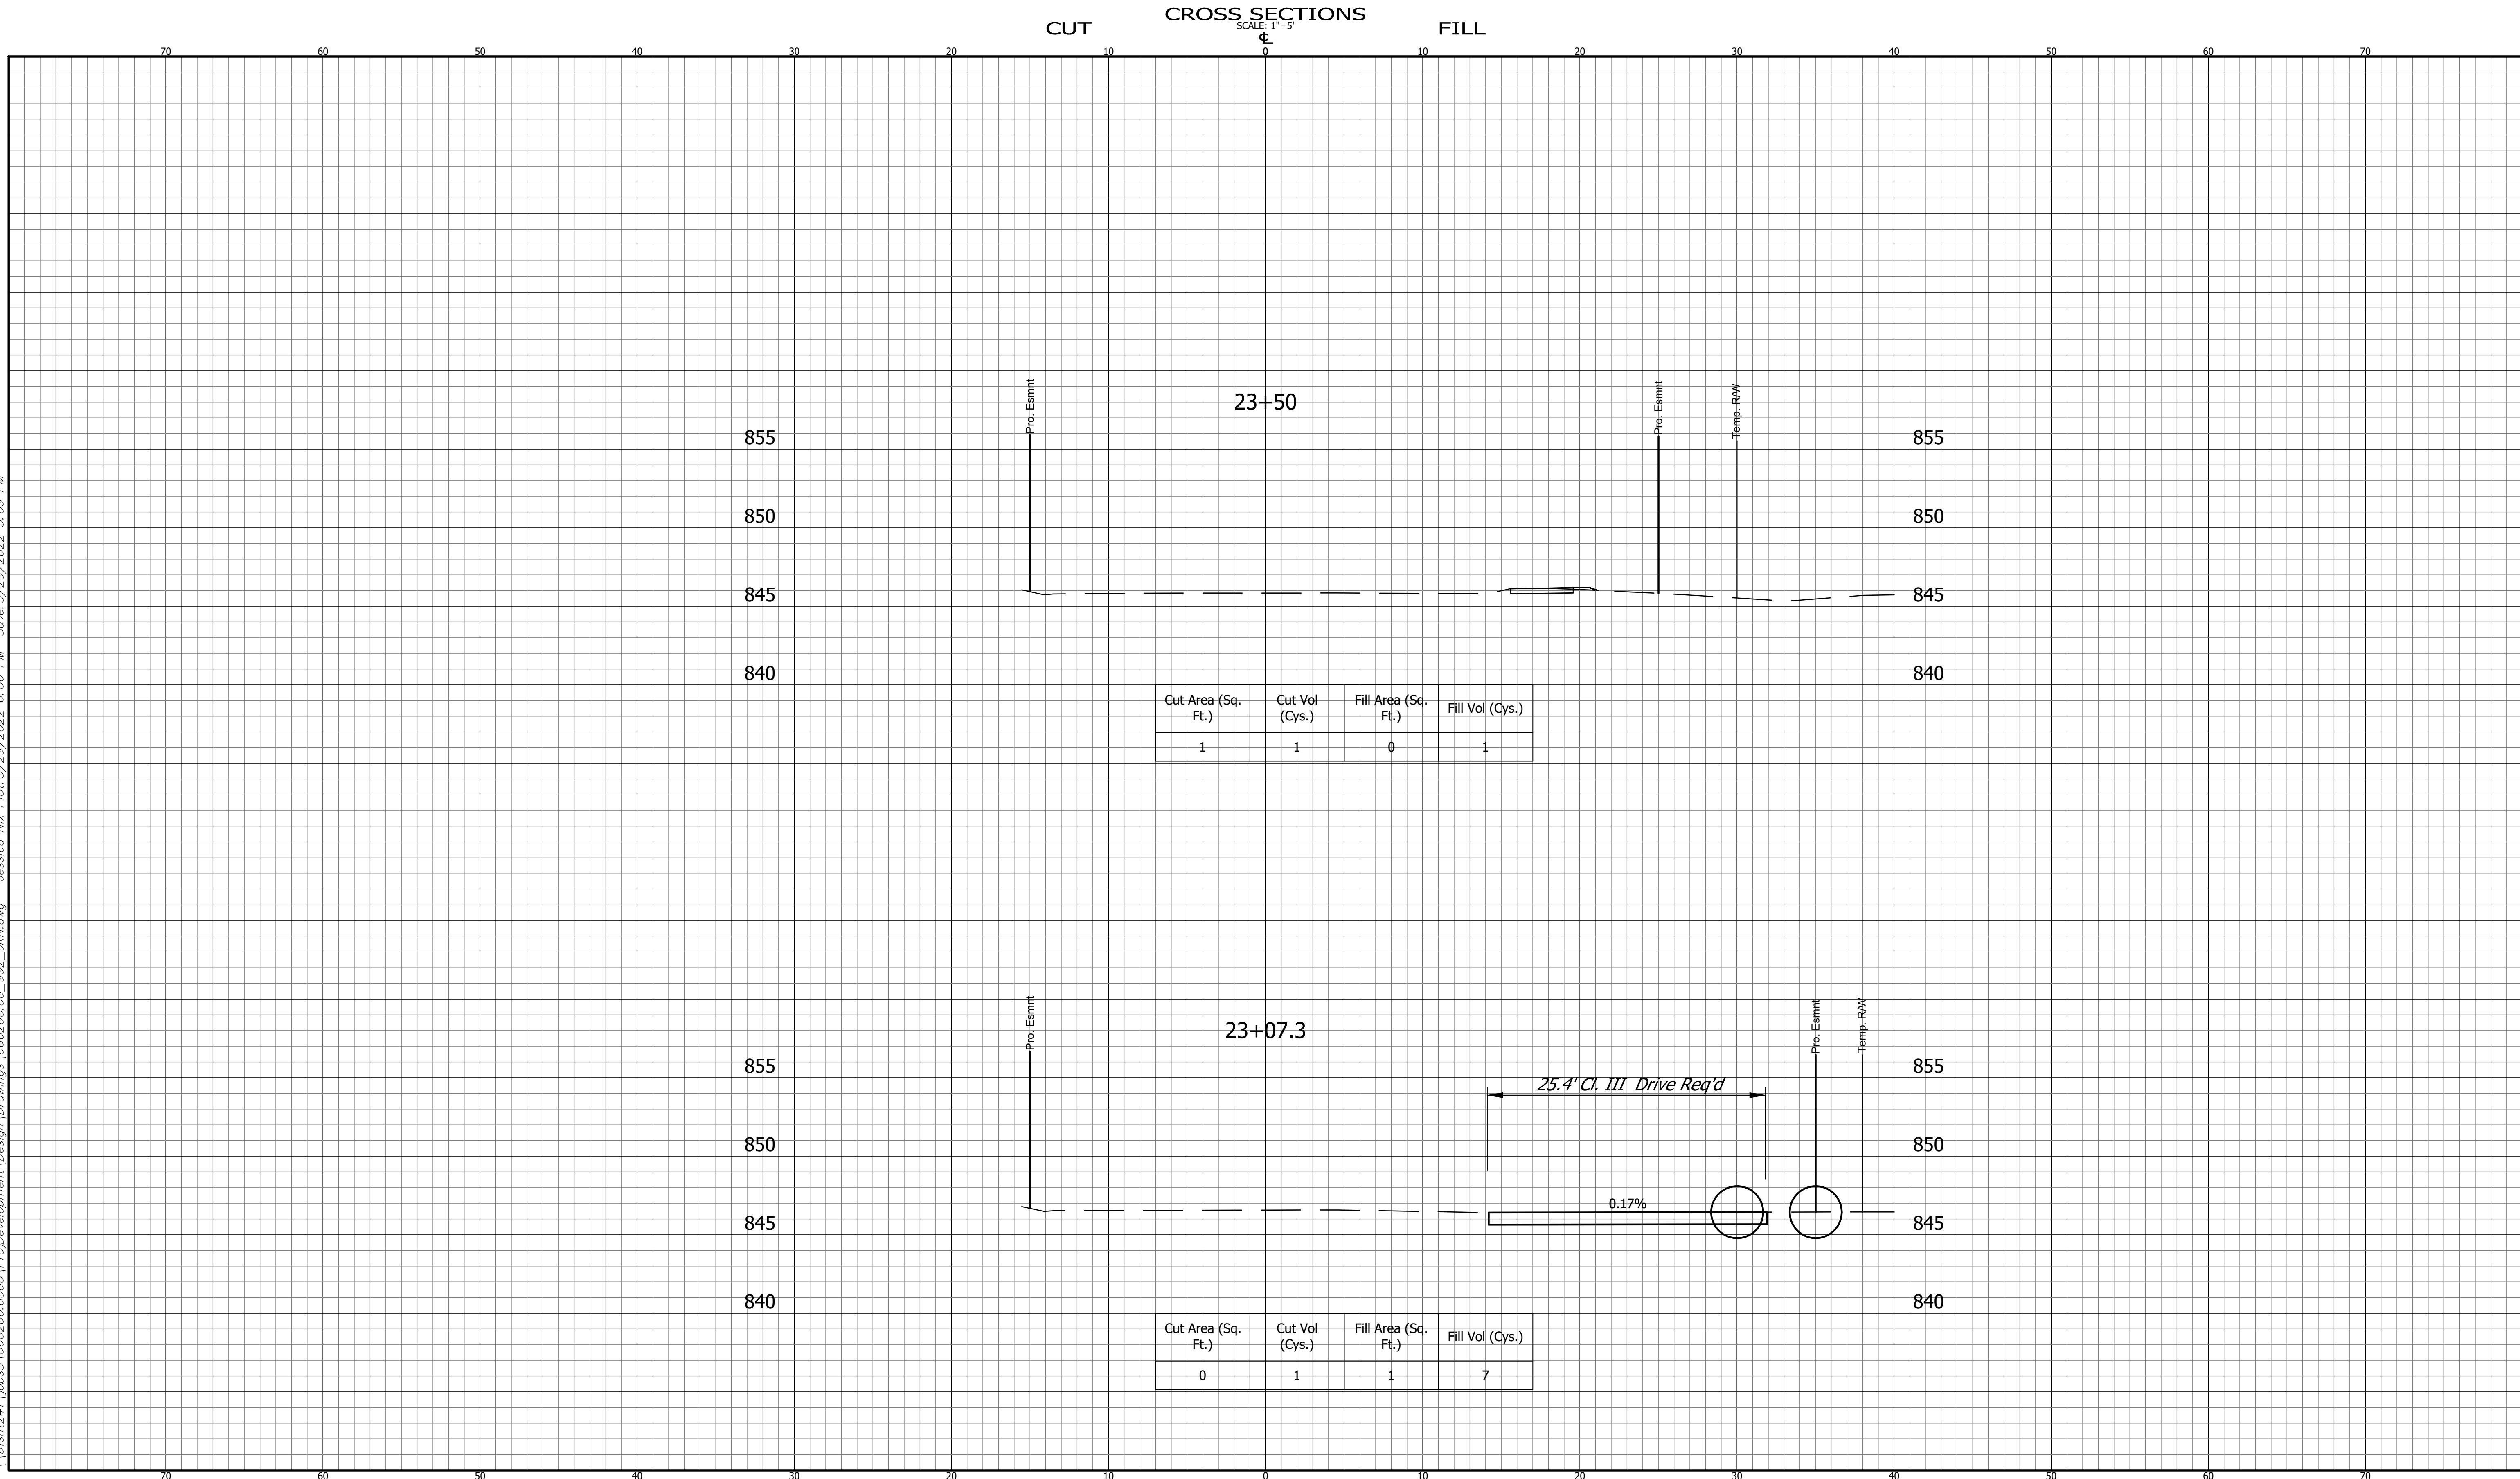 CROSS SECTIONS
SCALE: 1"=5'
CUT
FILL
℄
70 60 50 40 30 20 10 0 10 20 30 40 50 60 70
Pro. Esmnt
23+50
Pro. Esmnt
Temp. R/W
855 855
850 850
845 845
840 840
Cut Area (Sq. Ft.) Cut Vol (Cys.) Fill Area (Sq. Ft.) Fill Vol (Cys.)
1 1 0 1
Pro. Esmnt
23+07.3
Pro. Esmnt
Temp. R/W
855 855
25.4' Cl. III Drive Req'd
850 850
0.17%
845 845
840 840
Cut Area (Sq. Ft.) Cut Vol (Cys.) Fill Area (Sq. Ft.) Fill Vol (Cys.)
0 1 1 7
70 60 50 40 30 20 10 0 10 20 30 40 50 60 70